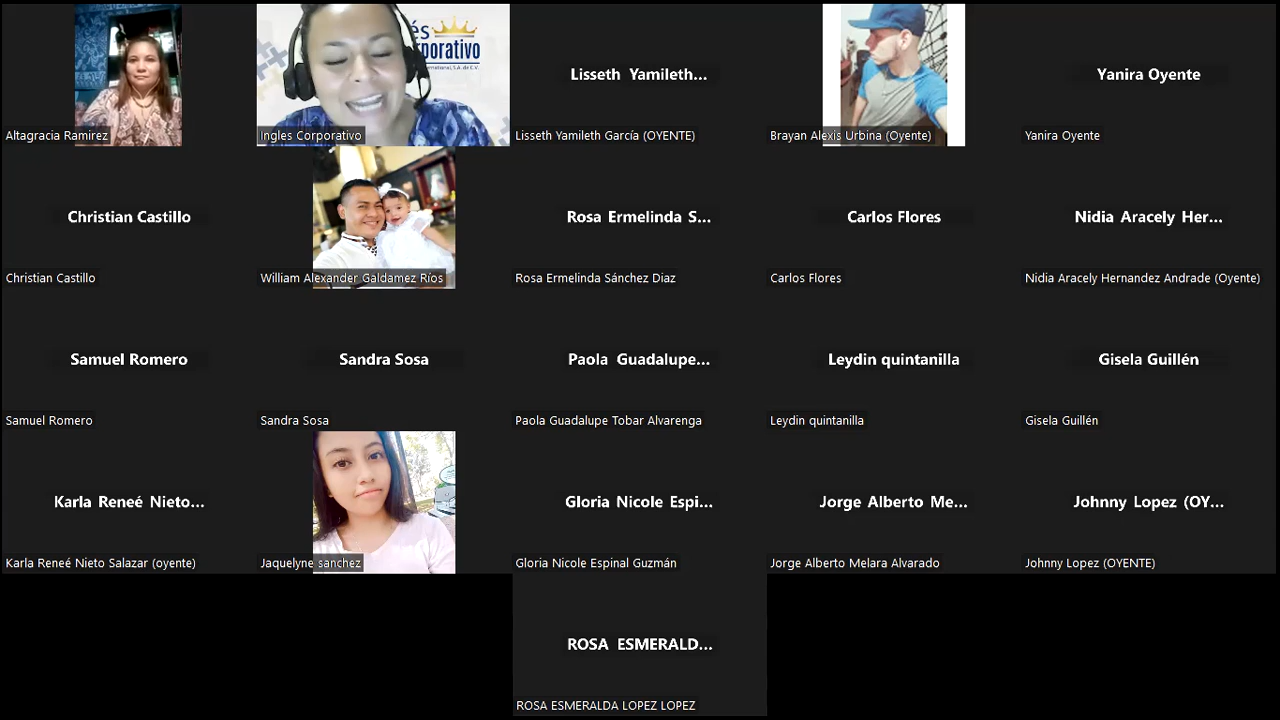 Altagracia Ramirez
és
rporativo
Ingles Corporativo
Lisseth Yamileth...
Lisseth Yamileth García (OYENTE)
Brayan Alexis Urbina (Oyente)
Yanira Oyente
Yanira Oyente
Christian Castillo
Christian Castillo
William Alexander Galdamez Ríos
Rosa Ermelinda S...
Rosa Ermelinda Sánchez Diaz
Carlos Flores
Carlos Flores
Nidia Aracely Her...
Nidia Aracely Hernandez Andrade (Oyente)
Samuel Romero
Samuel Romero
Sandra Sosa
Sandra Sosa
Paola Guadalupe...
Paola Guadalupe Tobar Alvarenga
Leydin quintanilla
Leydin quintanilla
Gisela Guillén
Gisela Guillén
Karla Reneé Nieto...
Karla Reneé Nieto Salazar (oyente)
Jaquelyne sanchez
Gloria Nicole Espi...
Gloria Nicole Espinal Guzmán
Jorge Alberto Me...
Jorge Alberto Melara Alvarado
Johnny Lopez (OY...
Johnny Lopez (OYENTE)
ROSA ESMERALD...
ROSA ESMERALDA LOPEZ LOPEZ